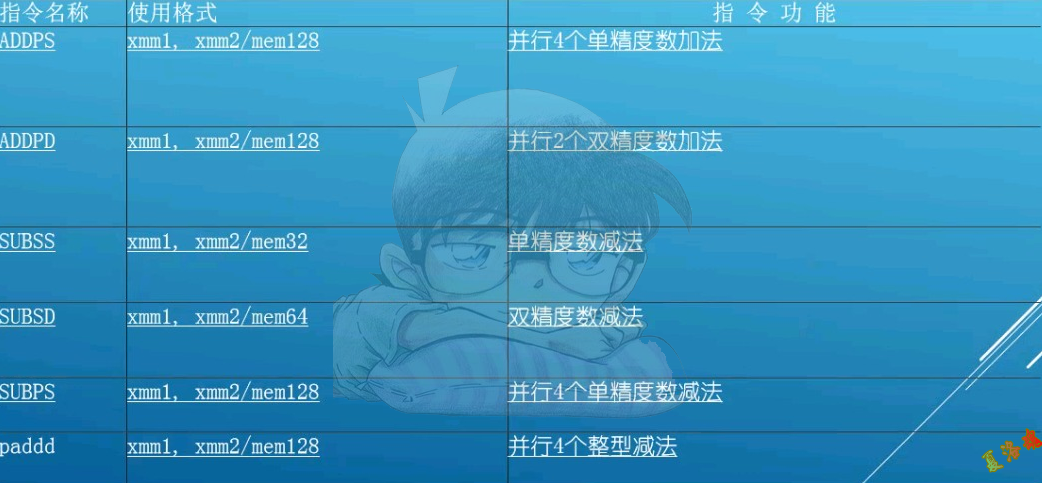 指令名称 使用格式 指 令 功 能
ADDPS xmm1, xmm2/mem128 并行4个单精度数加法
ADDPD xmm1, xmm2/mem128 并行2个双精度数加法
SUBSS xmm1, xmm2/mem32 单精度数减法
SUBSD xmm1, xmm2/mem64 双精度数减法
SUBPS xmm1, xmm2/mem128 并行4个单精度数减法
paddd xmm1, xmm2/mem128 并行4个整型减法